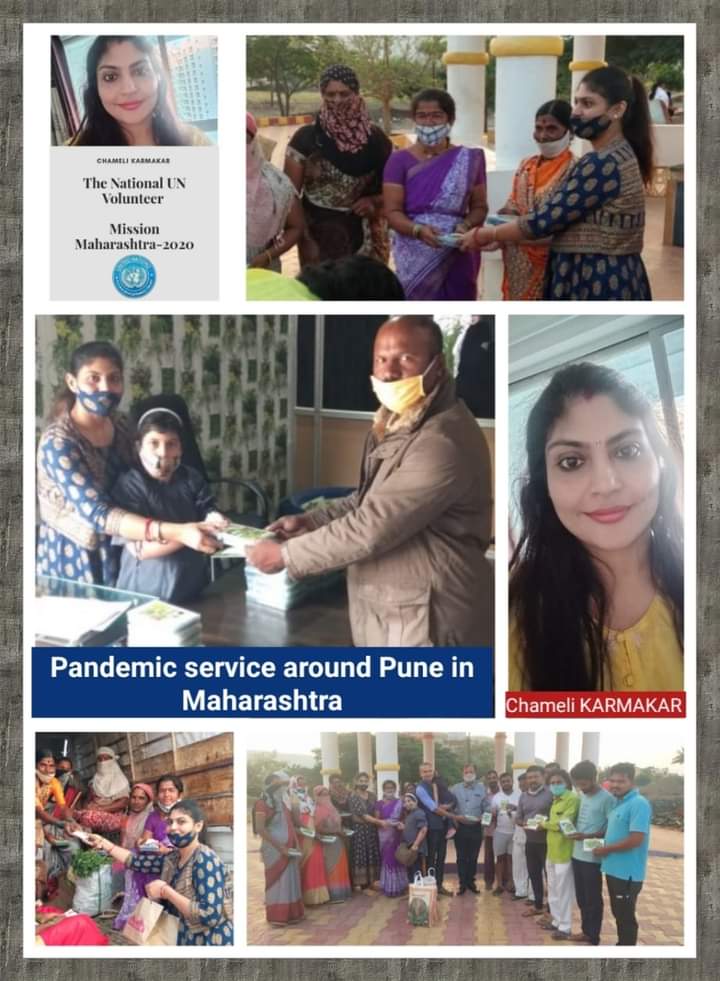 CHAMELI KARMAKAR
The National UN
Volunteer
Mission
Maharashtra-2020
Pandemic service around Pune in
Maharashtra
Chameli KARMAKAR